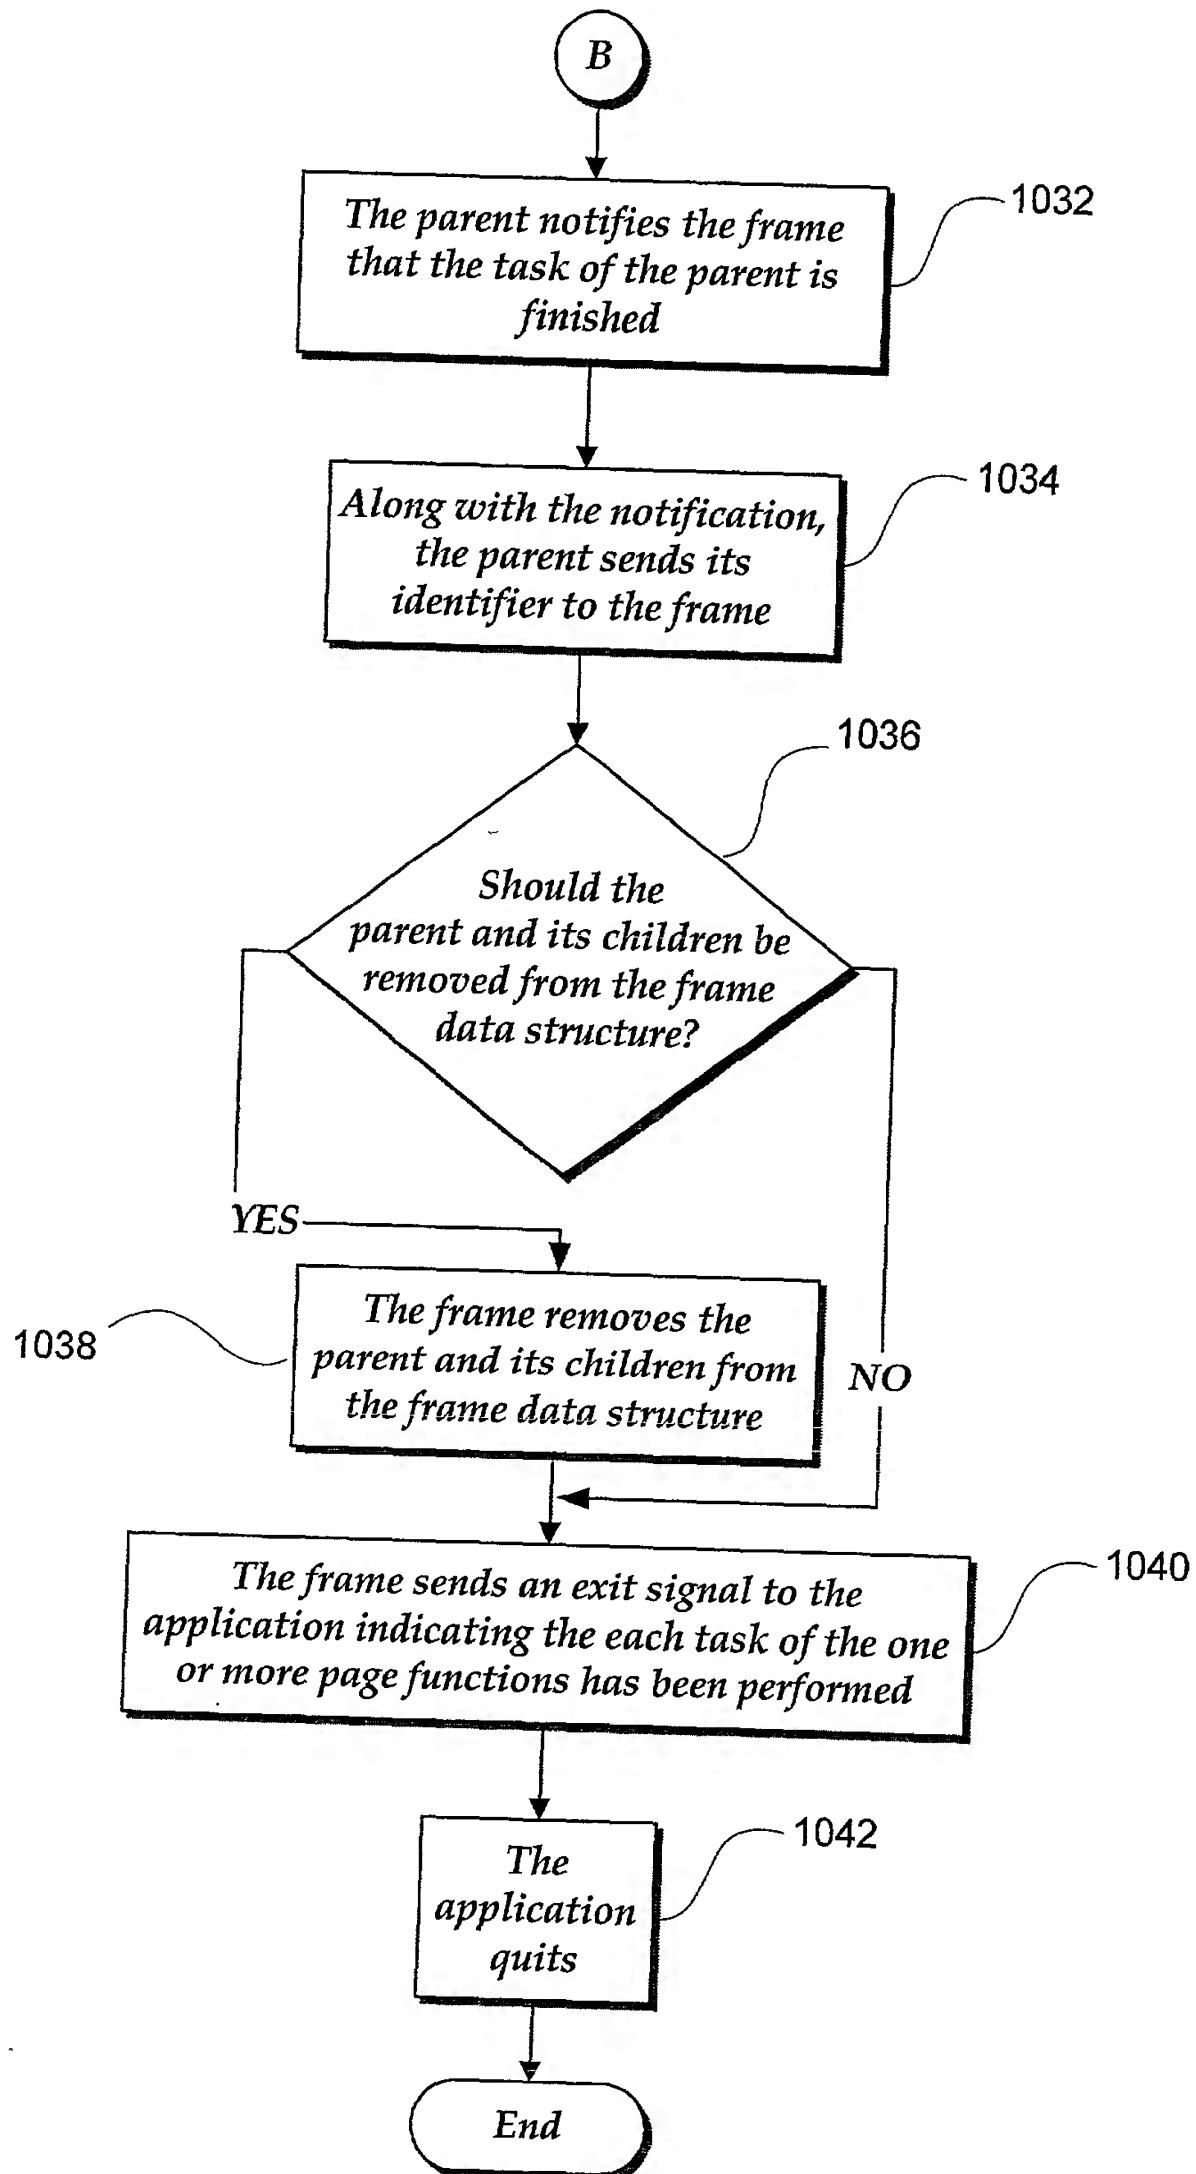 B
The parent notifies the frame
that the task of the parent is
finished
1032
Along with the notification,
the parent sends its
identifier to the frame
1034
1036
Should the
parent and its children be
removed from the frame
data structure?
YES
The frame removes the
parent and its children from
the frame data structure
1038
NO
The frame sends an exit signal to the
application indicating the each task of the one
or more page functions has been performed
1040
The
application
quits
1042
End